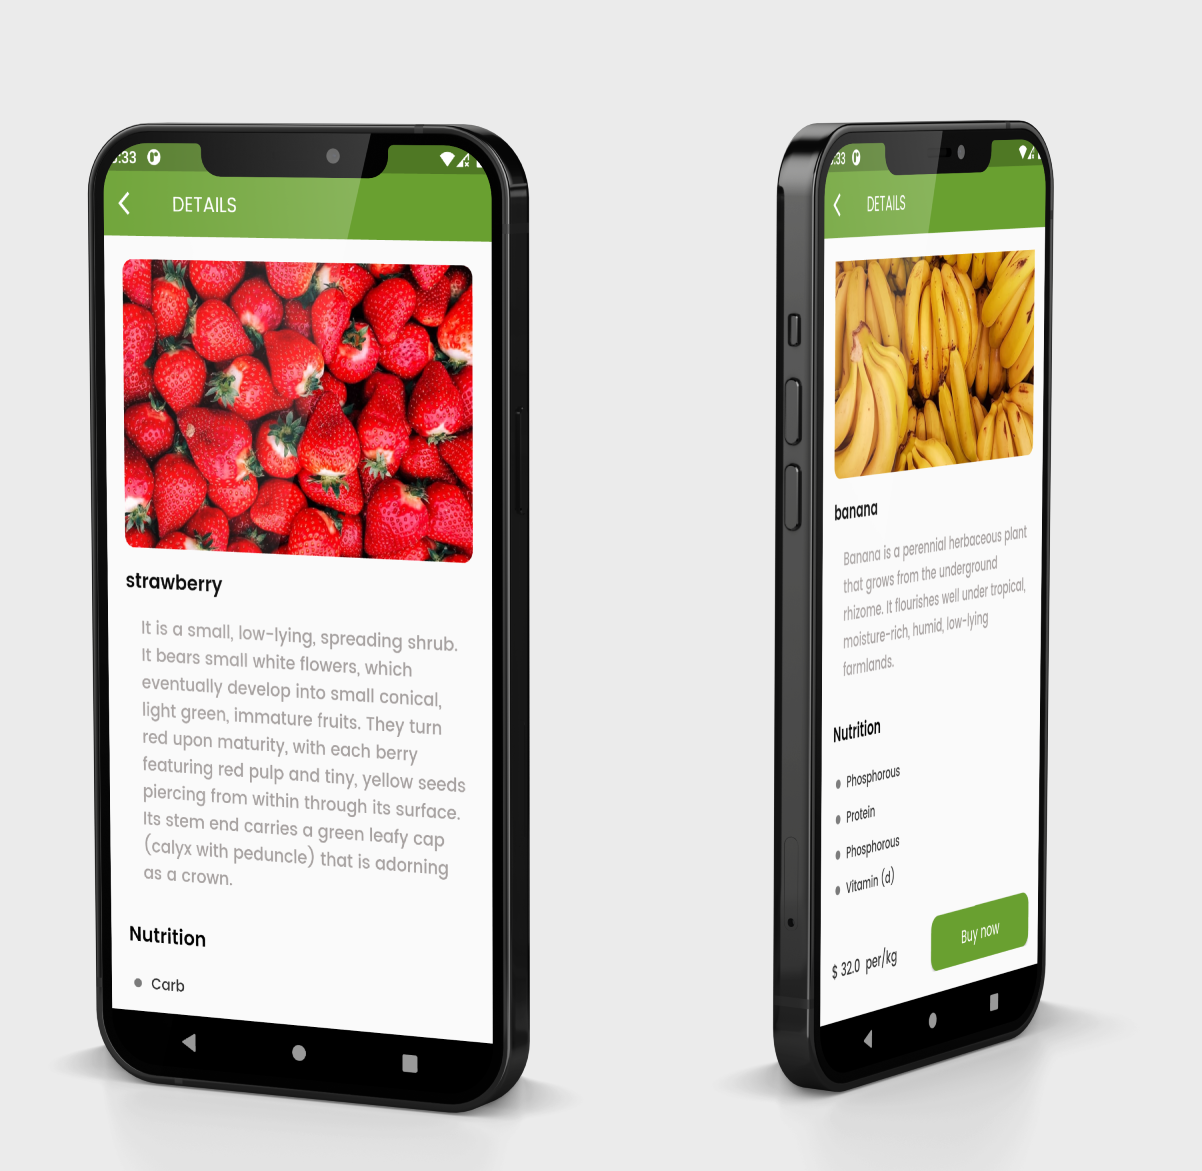 :33
DETAILS
strawberry
It is a small, low-lying, spreading shrub.
It bears small white flowers, which
eventually develop into small conical,
light green, immature fruits. They turn
red upon maturity, with each berry
featuring red pulp and tiny, yellow seeds
piercing from within through its surface.
Its stem end carries a green leafy cap
(calyx with peduncle) that is adorning
as a crown.
Nutrition
Carb
:33
DETAILS
banana
Banana is a perennial herbaceous plant
that grows from the underground
rhizome. It flourishes well under tropical,
moisture-rich, humid, low-lying
farmlands.
Nutrition
Phosphorous
Protein
Phosphorous
Vitamin (d)
$ 32.0 per/kg
Buy now